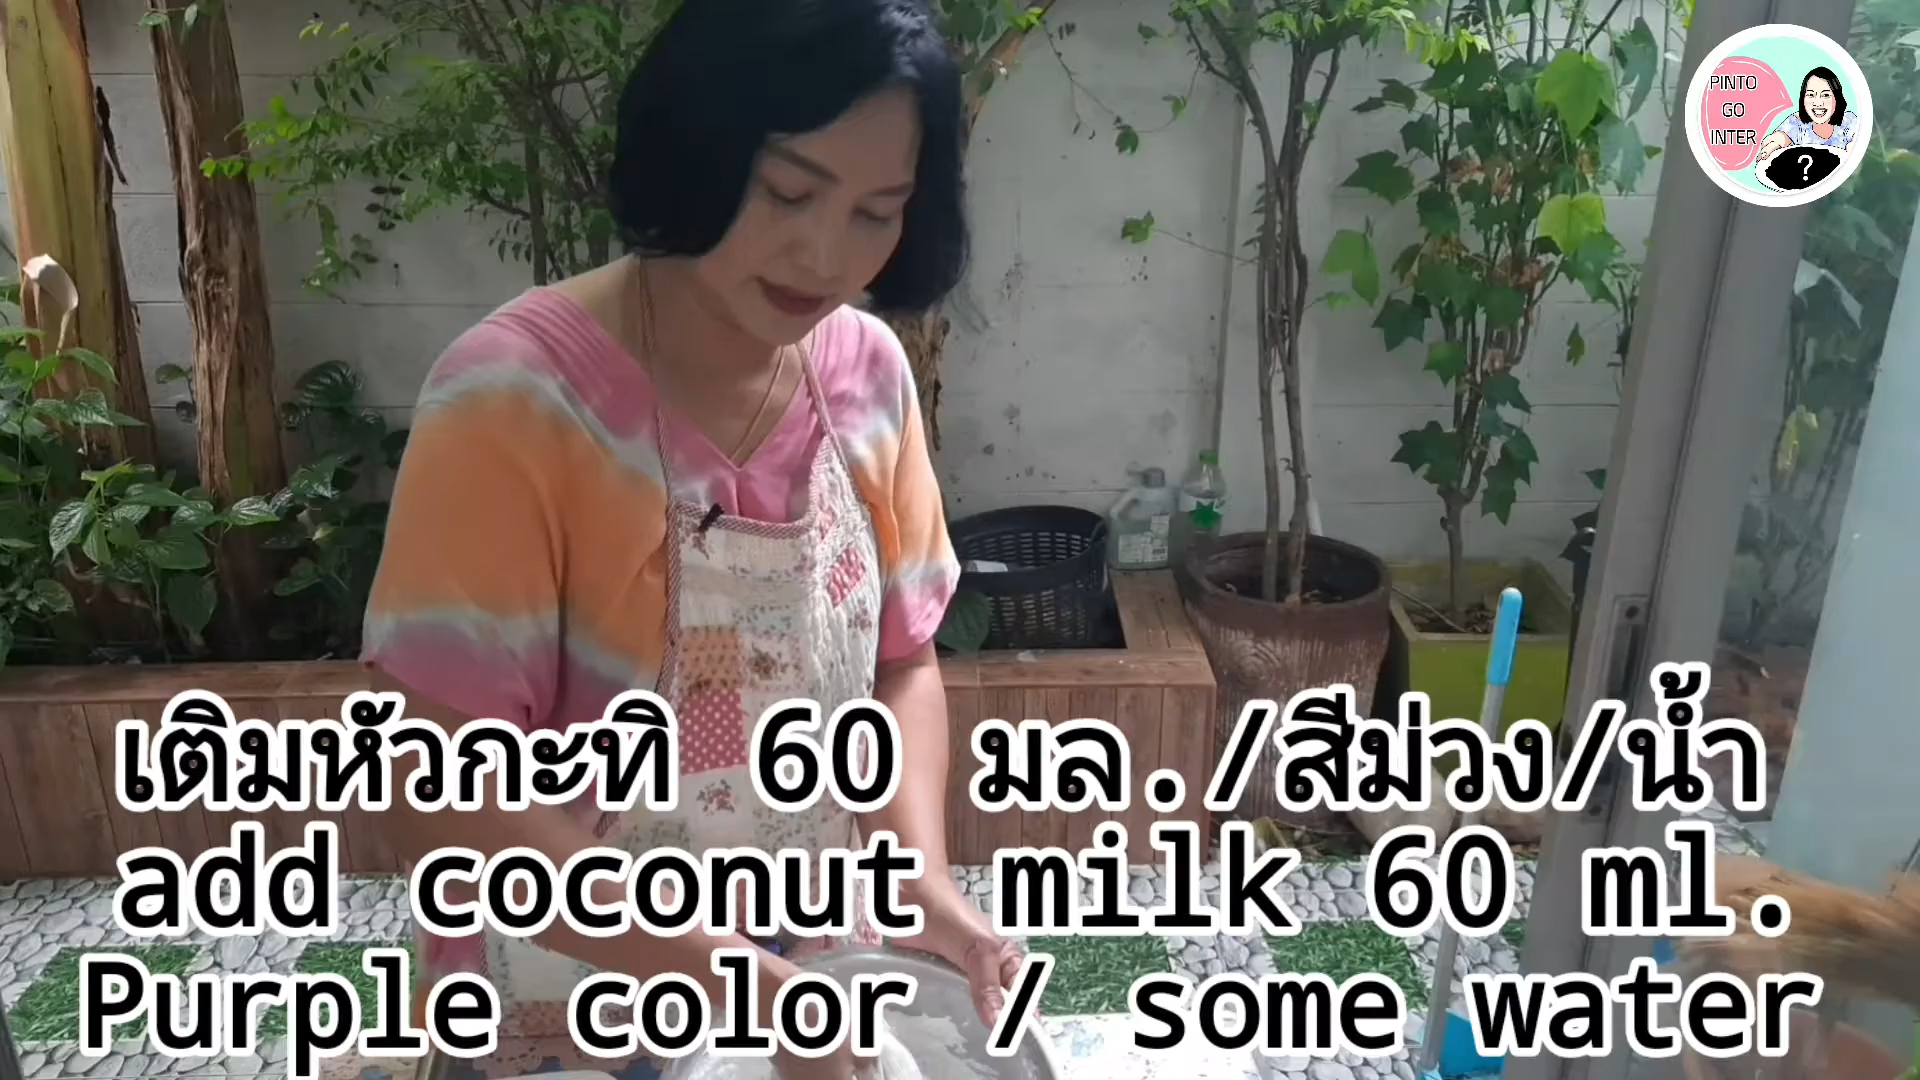 PINTO
GO
INTER
?
เติมหัวกะทิ 60 มล./สีม่วง/น้ำ
add coconut milk 60 ml.
Purple color / some water